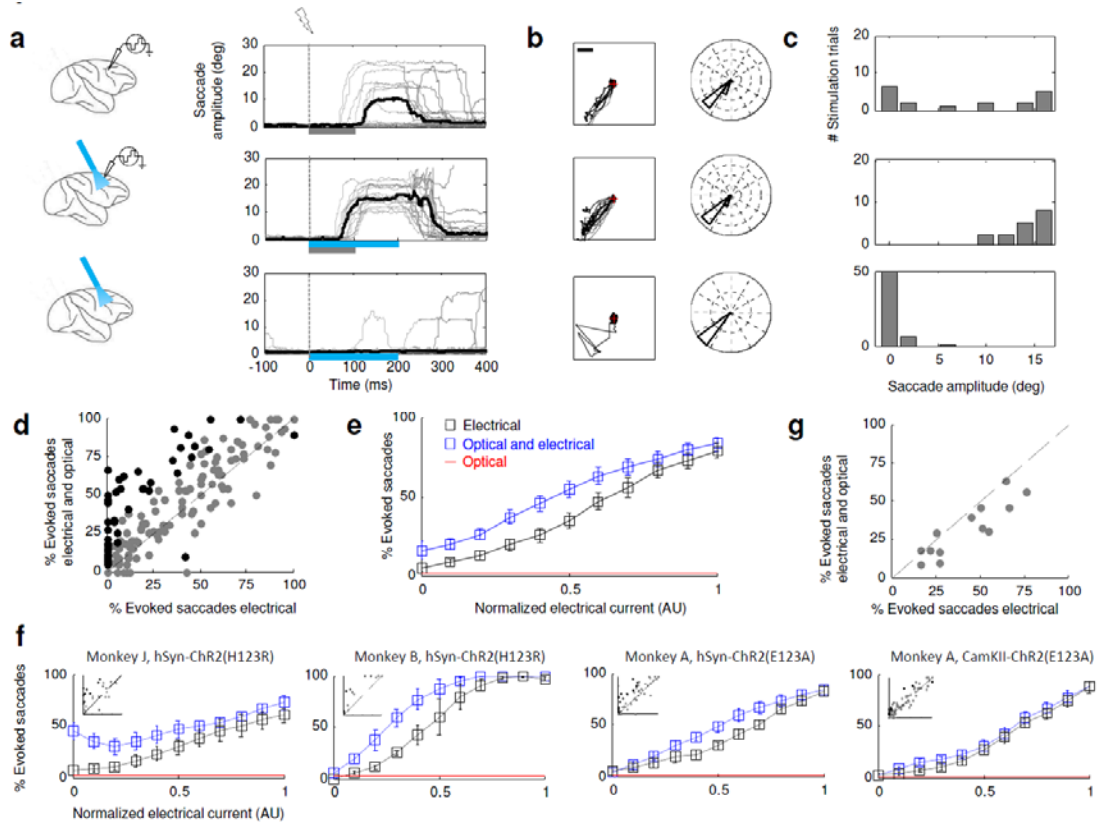 a
b
c
Saccade
amplitude (deg)
30
20
10
0
30
20
10
0
30
20
10
0
-100 0 100 200 300 400
Time (ms)
# Stimulation trials
20
10
0
20
10
0
50
0
0 5 10 15
Saccade amplitude (deg)
d
% Evoked saccades
electrical and optical
100
75
50
25
0
0 25 50 75 100
% Evoked saccades electrical
e
% Evoked saccades
100
50
0
Electrical
Optical and electrical
Optical
0 0.5 1
Normalized electrical current (AU)
g
% Evoked saccades
electrical and optical
100
75
50
25
0
0 25 50 75 100
% Evoked saccades electrical
f
Monkey J, hSyn-ChR2(H123R)
Monkey B, hSyn-ChR2(H123R)
Monkey A, hSyn-ChR2(E123A)
Monkey A, CamKII-ChR2(E123A)
% Evoked saccades
100
50
0
0 0.5 1
100
50
0
0 0.5 1
100
50
0
0 0.5 1
100
50
0
0 0.5 1
Normalized electrical current (AU)